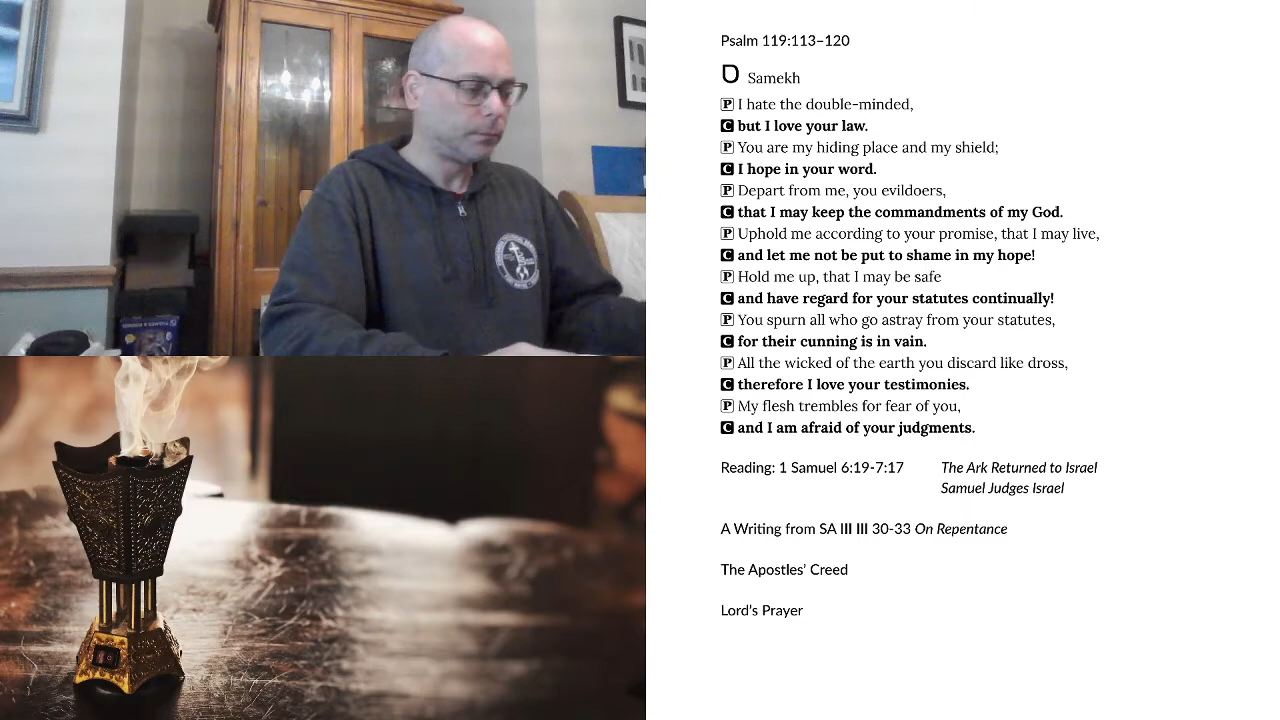 Psalm 119:113–120
ס Samekh
P I hate the double-minded,
C but I love your law.
P You are my hiding place and my shield;
C I hope in your word.
P Depart from me, you evildoers,
C that I may keep the commandments of my God.
P Uphold me according to your promise, that I may live,
C and let me not be put to shame in my hope!
P Hold me up, that I may be safe
C and have regard for your statutes continually!
P You spurn all who go astray from your statutes,
C for their cunning is in vain.
P All the wicked of the earth you discard like dross,
C therefore I love your testimonies.
P My flesh trembles for fear of you,
C and I am afraid of your judgments.
Reading: 1 Samuel 6:19-7:17 The Ark Returned to Israel
Samuel Judges Israel
A Writing from SA III III 30-33 On Repentance
The Apostles’ Creed
Lord’s Prayer